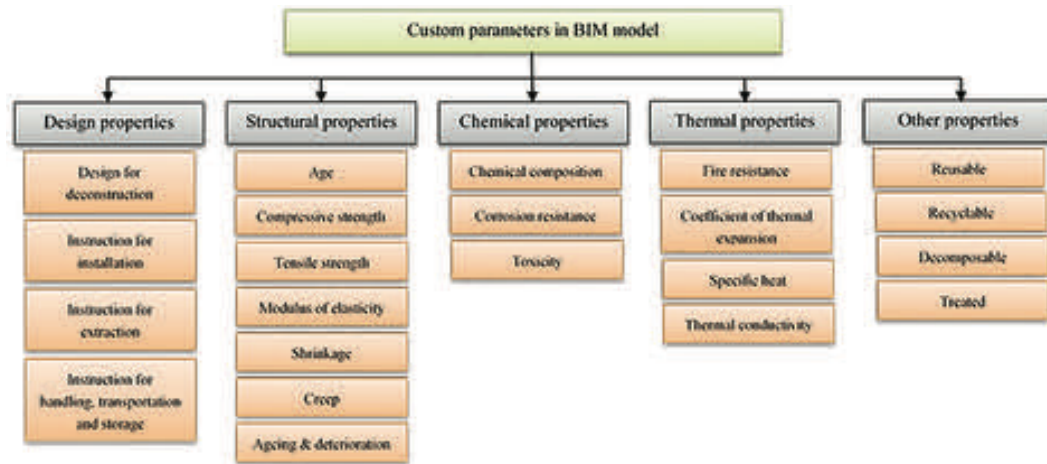 Custom parameters in BIM model
Design properties
Design for
deconstruction
Instruction for
installation
Instruction for
extraction
Instruction for
handling, transportation
and storage
Structural properties
Age
Compressive strength
Tensile strength
Modulus of elasticity
Shrinkage
Creep
Ageing & deterioration
Chemical properties
Chemical composition
Corrosion resistance
Toxicity
Thermal properties
Fire resistance
Coefficient of thermal
expansion
Specific heat
Thermal conductivity
Other properties
Reusable
Recyclable
Decomposable
Treated